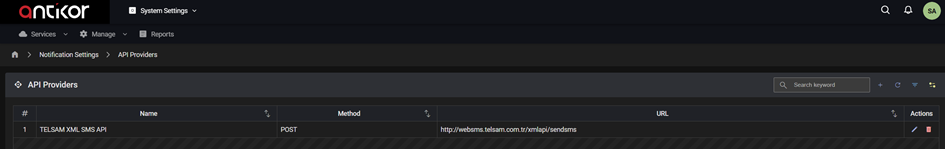 antikor
System Settings
SA
Services
Manage
Reports
Notification Settings
API Providers
API Providers
Search keyword
# Name Method URL Actions
1 TELSAM XML SMS API POST http://websms.telsam.com.tr/xmlapi/sendsms